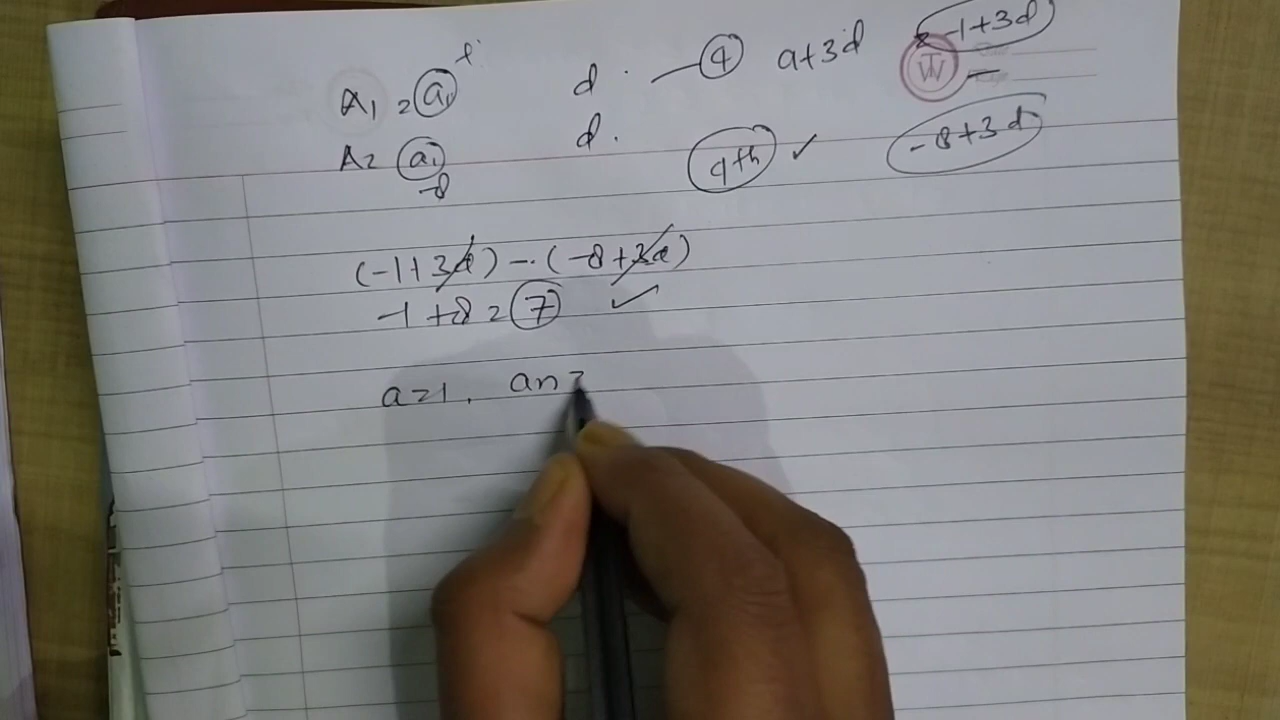 A1 = a1 d. — 4 a+3d -1+3d
A2 a1 d. 4th ✓ -8+3d
-8
(-1+3d) - (-8+3d)
-1+8 = 7 ✓
a=1, an =